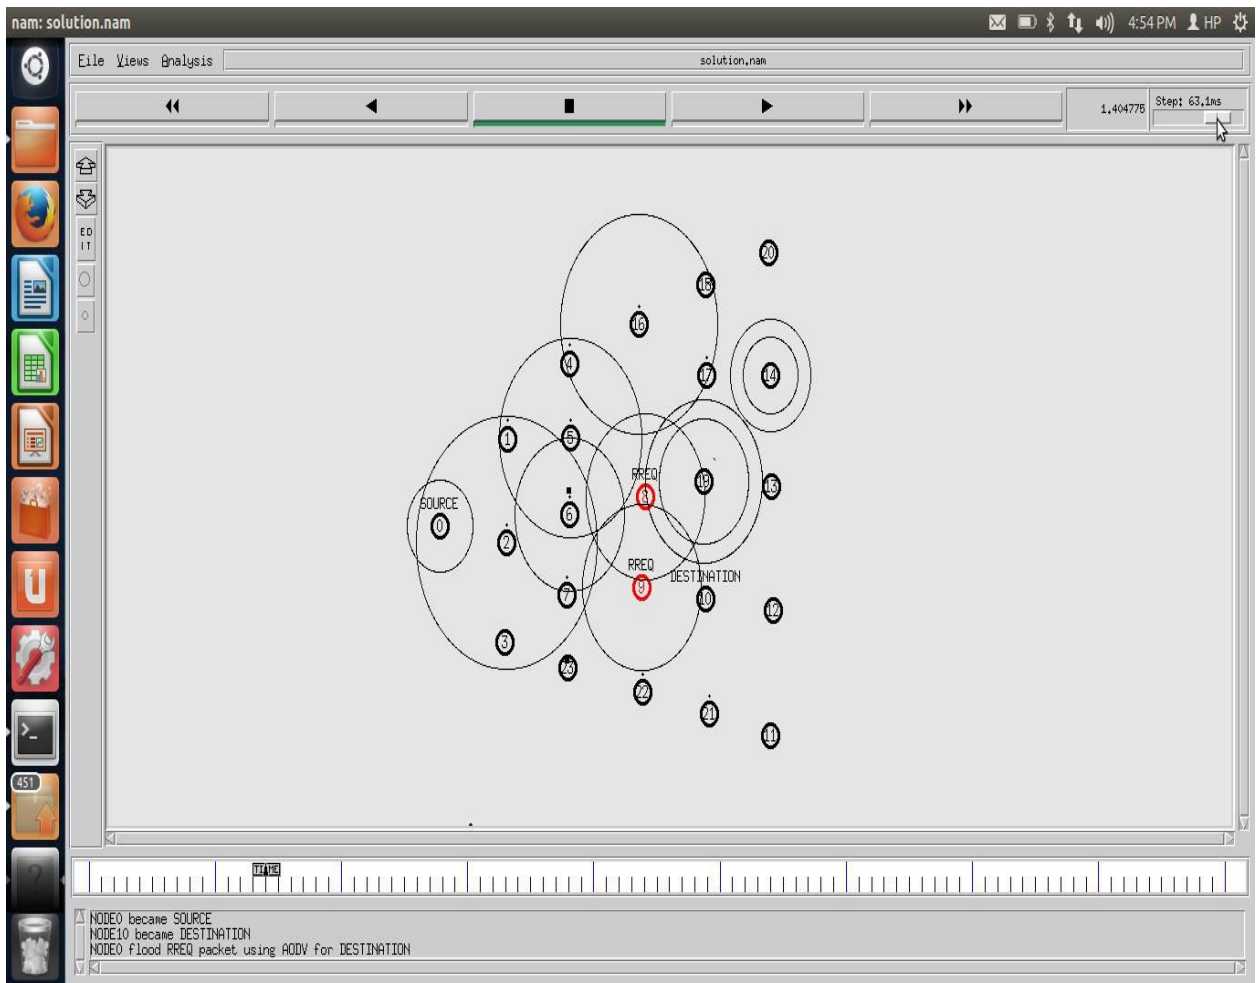 nam: solution.nam
4:54 PM HP
File Views Analysis
solution.nam
1.404775
Step: 63.1ms
ED
IT
20
18
16
4
17
14
1
5
RREQ
8
19
13
SOURCE
0
6
2
RREQ
9
DESTINATION
10
7
12
3
23
22
21
11
451
TIME
NODE0 became SOURCE
NODE10 became DESTINATION
NODE0 flood RREQ packet using AODV for DESTINATION